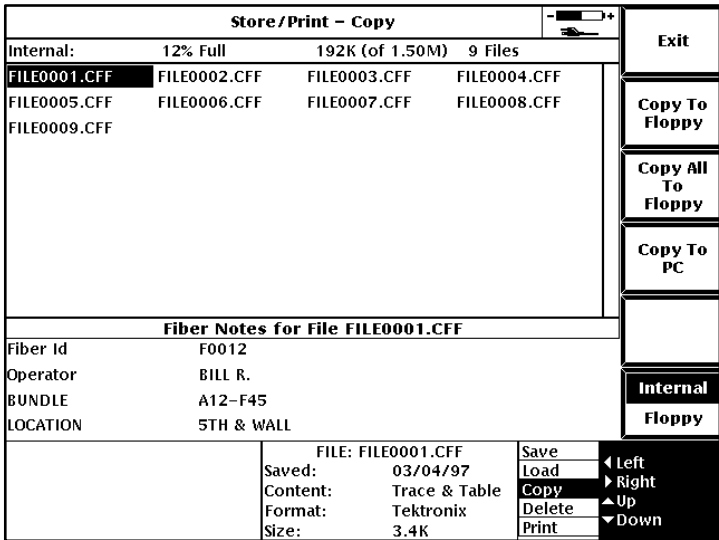 Store/Print – Copy
- +
Internal: 12% Full 192K (of 1.50M) 9 Files
FILE0001.CFF FILE0002.CFF FILE0003.CFF FILE0004.CFF
FILE0005.CFF FILE0006.CFF FILE0007.CFF FILE0008.CFF
FILE0009.CFF
Fiber Notes for File FILE0001.CFF
Fiber Id F0012
Operator BILL R.
BUNDLE A12–F45
LOCATION 5TH & WALL
FILE: FILE0001.CFF
Saved: 03/04/97
Content: Trace & Table
Format: Tektronix
Size: 3.4K
Save
Load
Copy
Delete
Print
Left
Right
Up
Down
Exit
Copy To
Floppy
Copy All
To
Floppy
Copy To
PC
Internal
Floppy